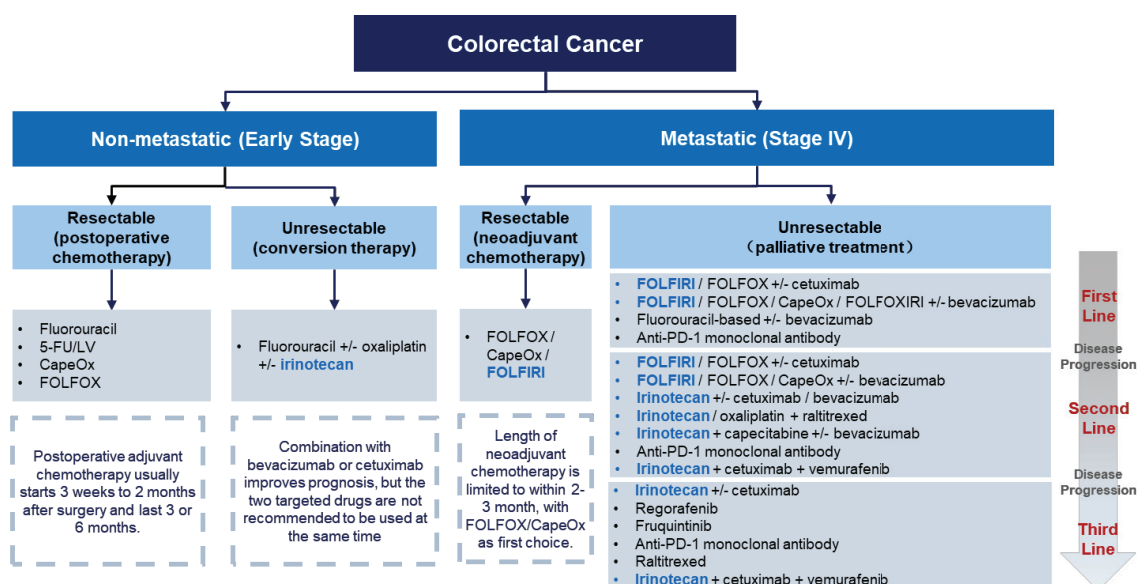 Colorectal Cancer
Non-metastatic (Early Stage)
Metastatic (Stage IV)
Resectable
(postoperative
chemotherapy)
Unresectable
(conversion therapy)
Resectable
(neoadjuvant
chemotherapy)
Unresectable
（palliative treatment）
• Fluorouracil
• 5-FU/LV
• CapeOx
• FOLFOX
• Fluorouracil +/- oxaliplatin
+/- irinotecan
• FOLFOX /
CapeOx /
FOLFIRI
• FOLFIRI / FOLFOX +/- cetuximab
• FOLFIRI / FOLFOX / CapeOx / FOLFOXIRI +/- bevacizumab
• Fluorouracil-based +/- bevacizumab
• Anti-PD-1 monoclonal antibody
First
Line
Disease
Progression
• FOLFIRI / FOLFOX +/- cetuximab
• FOLFIRI / FOLFOX / CapeOx +/- bevacizumab
• Irinotecan +/- cetuximab / bevacizumab
• Irinotecan / oxaliplatin + raltitrexed
• Irinotecan + capecitabine +/- bevacizumab
• Anti-PD-1 monoclonal antibody
• Irinotecan + cetuximab + vemurafenib
Second
Line
Disease
Progression
• Irinotecan +/- cetuximab
• Regorafenib
• Fruquintinib
• Anti-PD-1 monoclonal antibody
• Raltitrexed
• Irinotecan + cetuximab + vemurafenib
Third
Line
Postoperative adjuvant
chemotherapy usually
starts 3 weeks to 2 months
after surgery and last 3 or
6 months.
Combination with
bevacizumab or cetuximab
improves prognosis, but the
two targeted drugs are not
recommended to be used at
the same time
Length of
neoadjuvant
chemotherapy is
limited to within 2-
3 month, with
FOLFOX/CapeOx
as first choice.